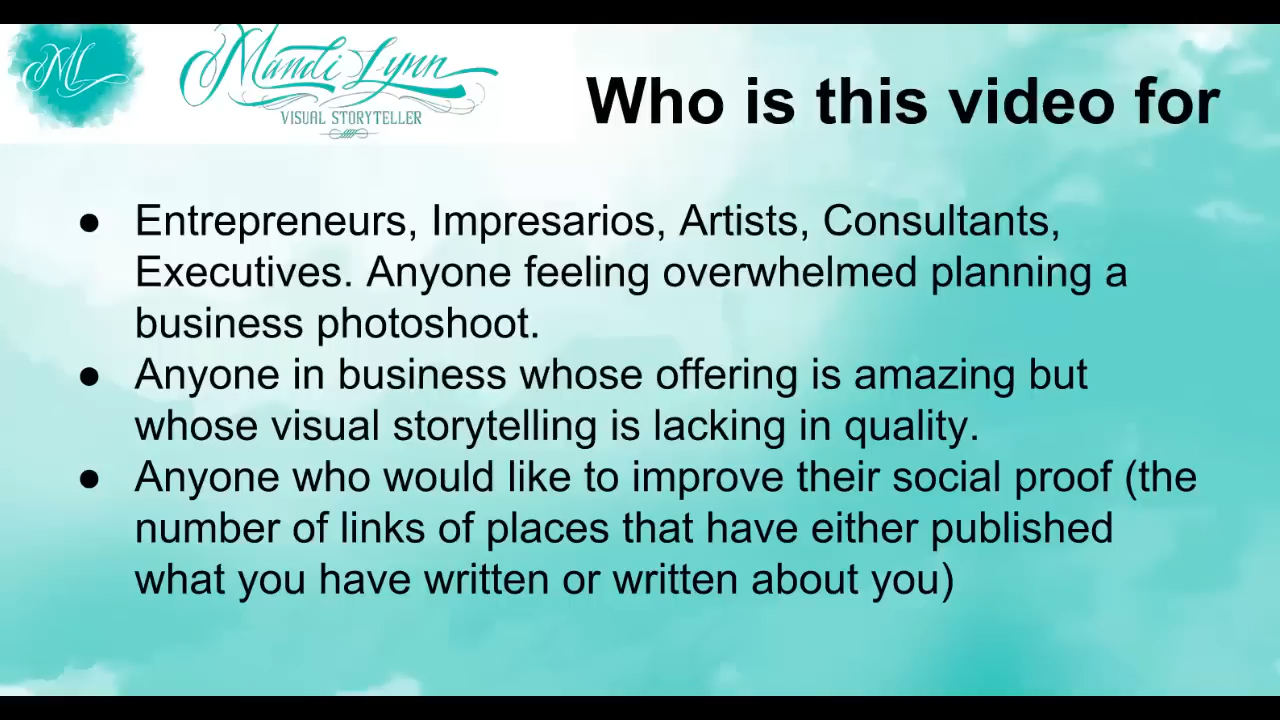 ML
Mandi Lynn
VISUAL STORYTELLER
Who is this video for
● Entrepreneurs, Impresarios, Artists, Consultants,
Executives. Anyone feeling overwhelmed planning a
business photoshoot.
● Anyone in business whose offering is amazing but
whose visual storytelling is lacking in quality.
● Anyone who would like to improve their social proof (the
number of links of places that have either published
what you have written or written about you)